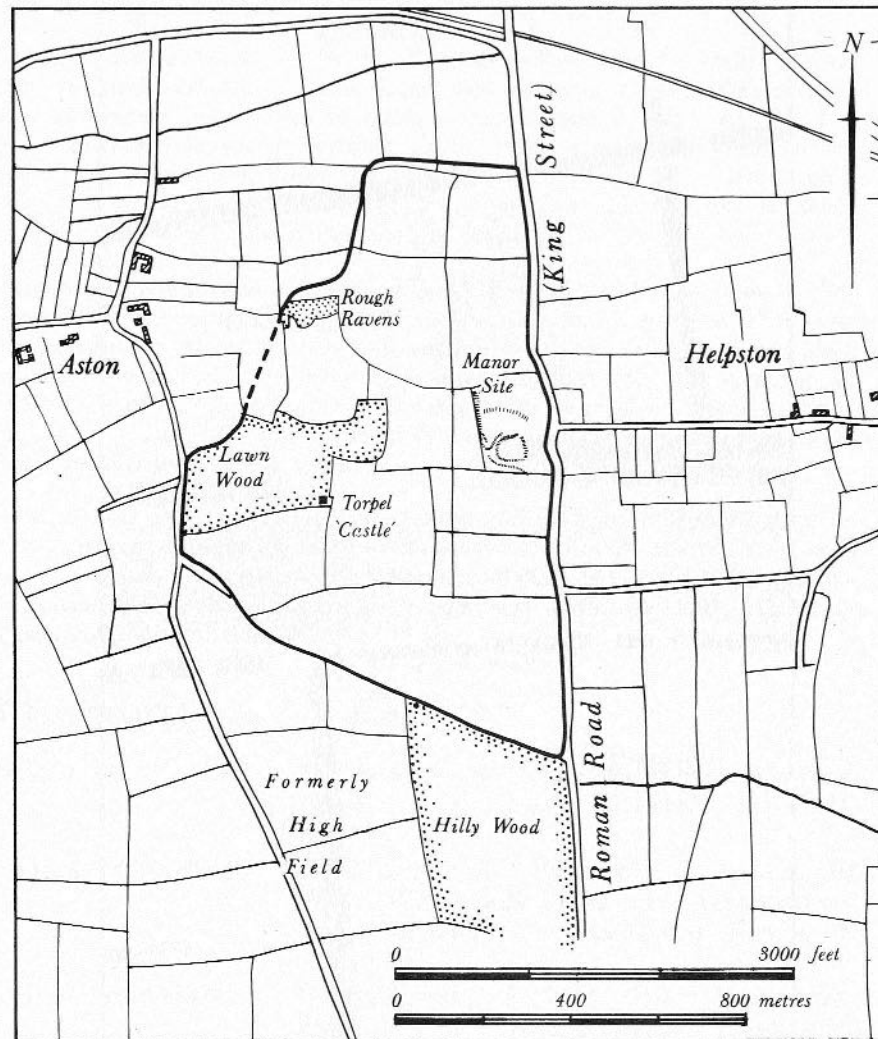 N
Street)
(King
Rough
Ravens
Manor
Site
Helpston
Aston
Lawn
Wood
Torpel
'Castle'
Road
Roman
Formerly
High
Field
Hilly Wood
0 3000 feet
0 400 800 metres